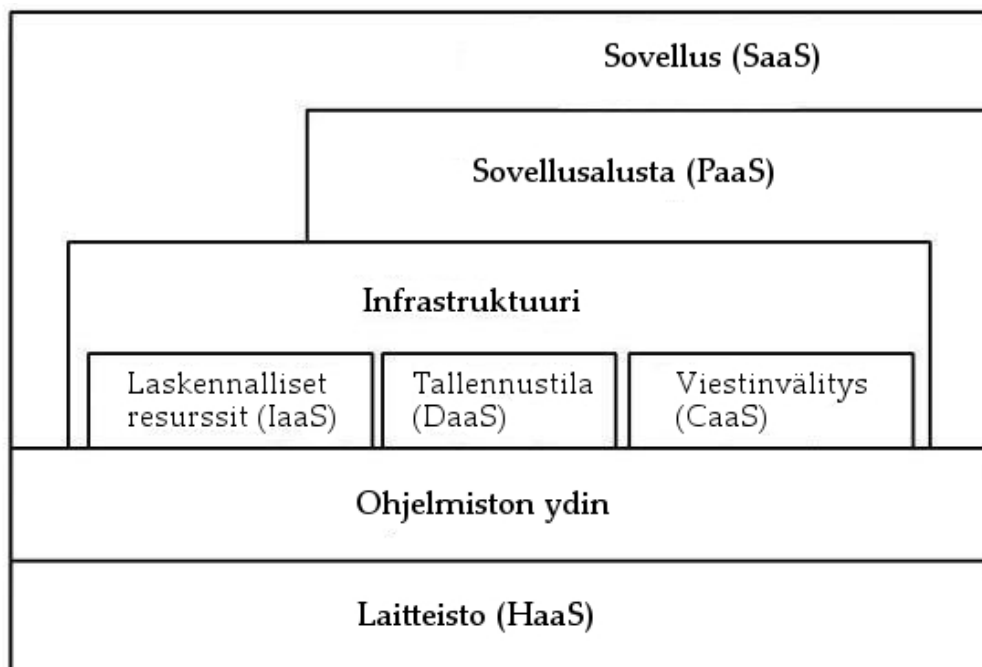 Sovellus (SaaS)
Sovellusalusta (PaaS)
Infrastruktuuri
Laskennalliset
resurssit (IaaS)
Tallennustila
(DaaS)
Viestinvälitys
(CaaS)
Ohjelmiston ydin
Laitteisto (HaaS)